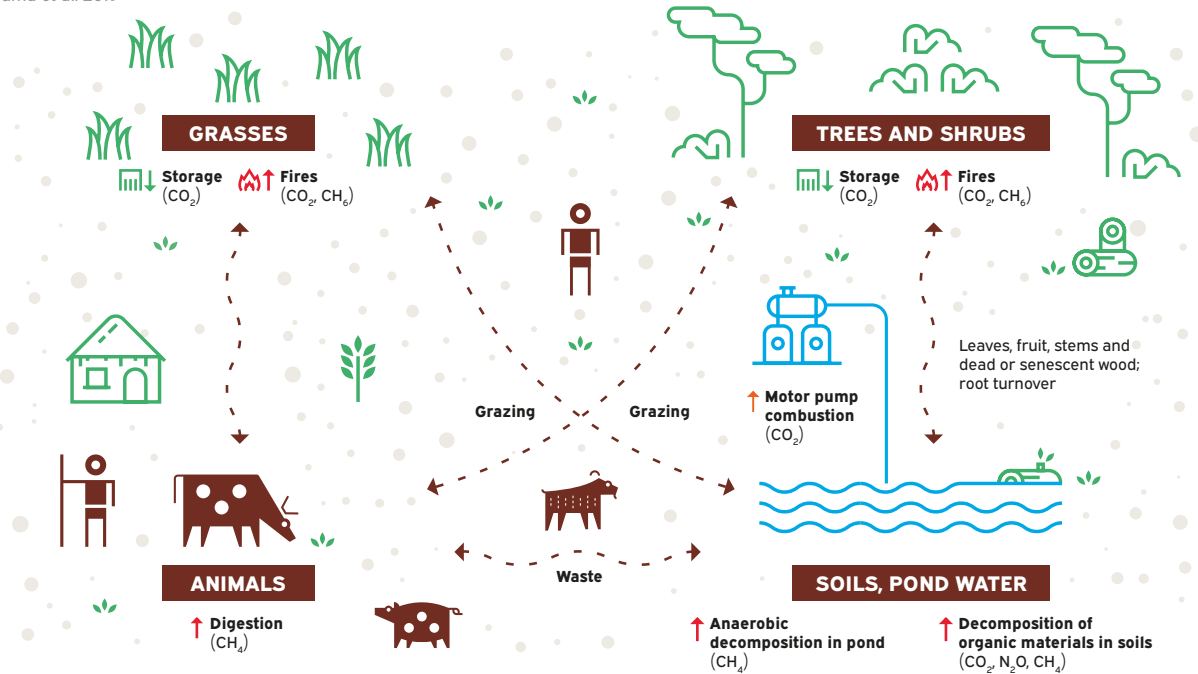 et al.
GRASSES
Storage
(CO₂)
Fires
(CO₂, CH₆)
TREES AND SHRUBS
Storage
(CO₂)
Fires
(CO₂, CH₆)
Leaves, fruit, stems and
dead or senescent wood;
root turnover
Motor pump
combustion
(CO₂)
Grazing
Grazing
Waste
ANIMALS
Digestion
(CH₄)
SOILS, POND WATER
Anaerobic
decomposition in pond
(CH₄)
Decomposition of
organic materials in soils
(CO₂, N₂O, CH₄)